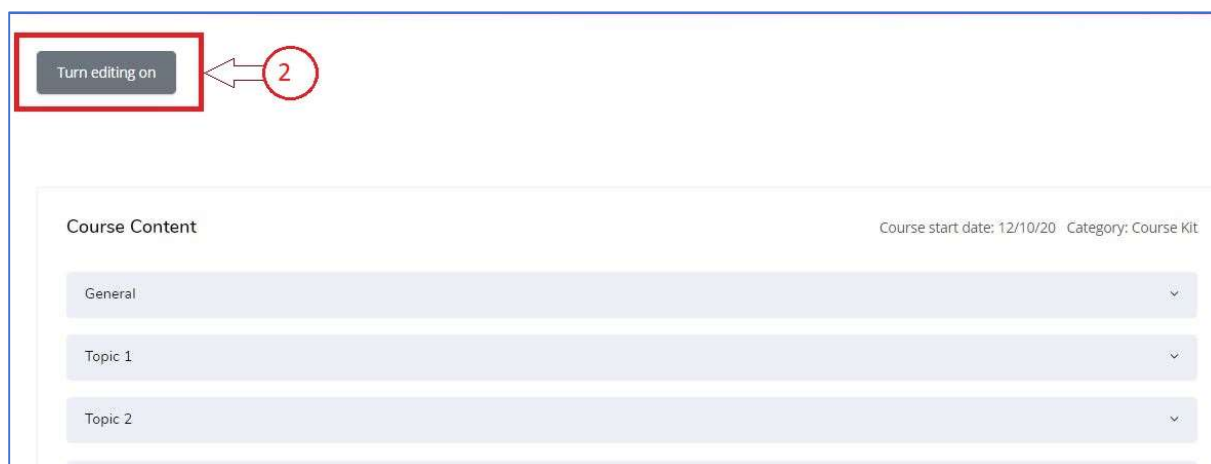 Turn editing on
2
Course Content
Course start date: 12/10/20 Category: Course Kit
General
Topic 1
Topic 2